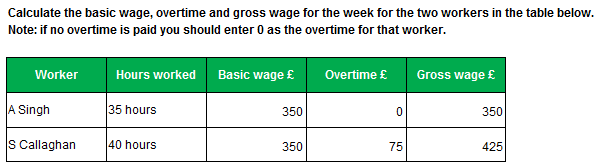 Calculate the basic wage, overtime and gross wage for the week for the two workers in the table below.
Note: if no overtime is paid you should enter 0 as the overtime for that worker.
Worker Hours worked Basic wage £ Overtime £ Gross wage £
A Singh 35 hours 350 0 350
S Callaghan 40 hours 350 75 425